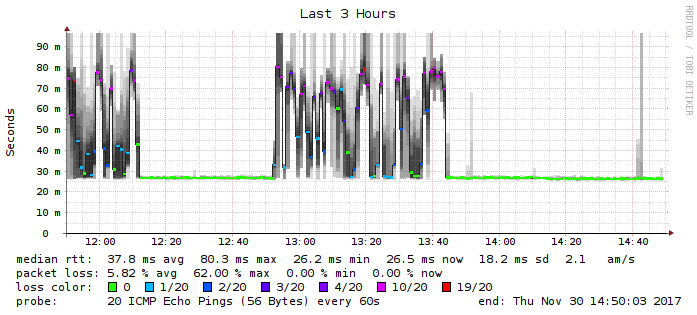 Last 3 Hours
RRDTOOL / TOBI OETIKER
Seconds
90 m
80 m
70 m
60 m
50 m
40 m
30 m
20 m
10 m
0
12:00 12:20 12:40 13:00 13:20 13:40 14:00 14:20 14:40
median rtt: 37.8 ms avg 80.3 ms max 26.2 ms min 26.5 ms now 18.2 ms sd 2.1 am/s
packet loss: 5.82 % avg 62.00 % max 0.00 % min 0.00 % now
loss color: 0 1/20 2/20 3/20 4/20 10/20 19/20
probe: 20 ICMP Echo Pings (56 Bytes) every 60s end: Thu Nov 30 14:50:03 2017